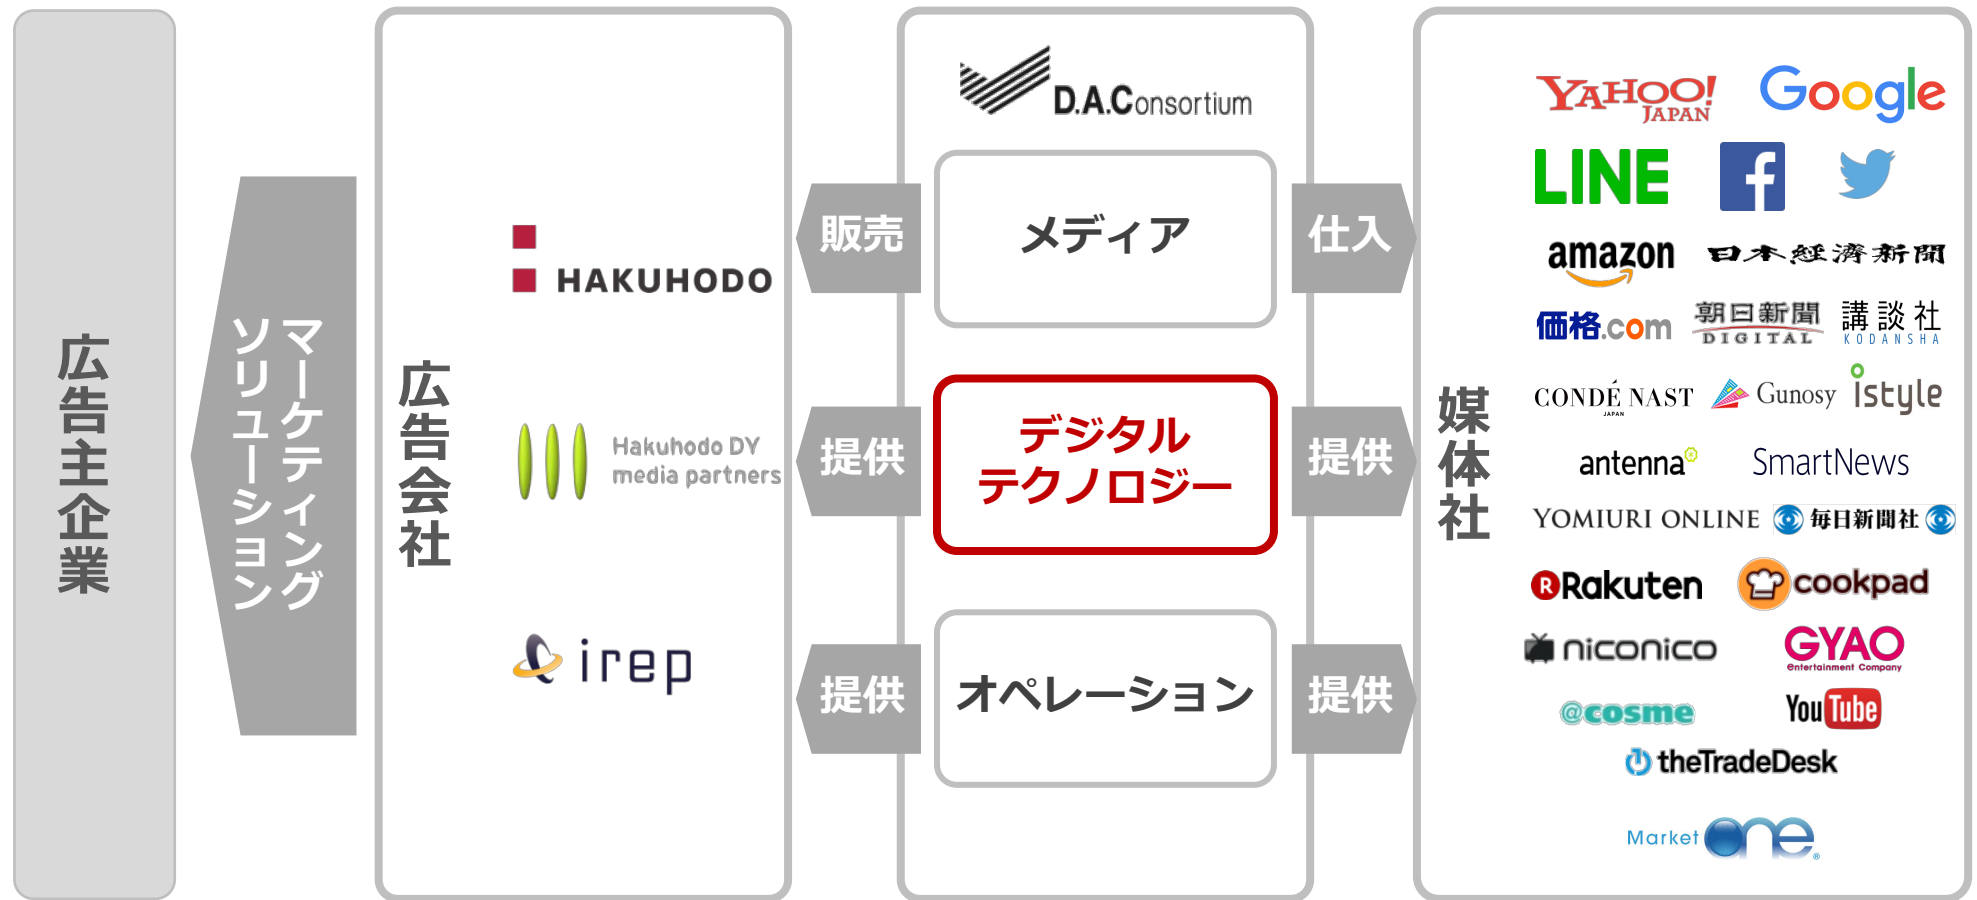 広告主企業
マーケティング
ソリューション
広告会社
HAKUHODO
Hakuhodo DY
media partners
irep
D.A.Consortium
販売
メディア
仕入
提供
デジタル
テクノロジー
提供
提供
オペレーション
提供
媒体社
YAHOO!
JAPAN
Google
LINE
f
amazon
日本経済新聞
価格.com
朝日新聞
DIGITAL
講談社
KODANSHA
CONDÉ NAST
JAPAN
Gunosy
istyle
antenna
SmartNews
YOMIURI ONLINE
毎日新聞社
R Rakuten
cookpad
niconico
GYAO
Entertainment Company
@cosme
YouTube
theTradeDesk
Market One®